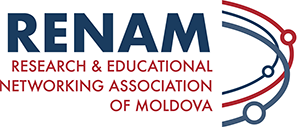 RENAM
RESEARCH & EDUCATIONAL
NETWORKING ASSOCIATION
OF MOLDOVA